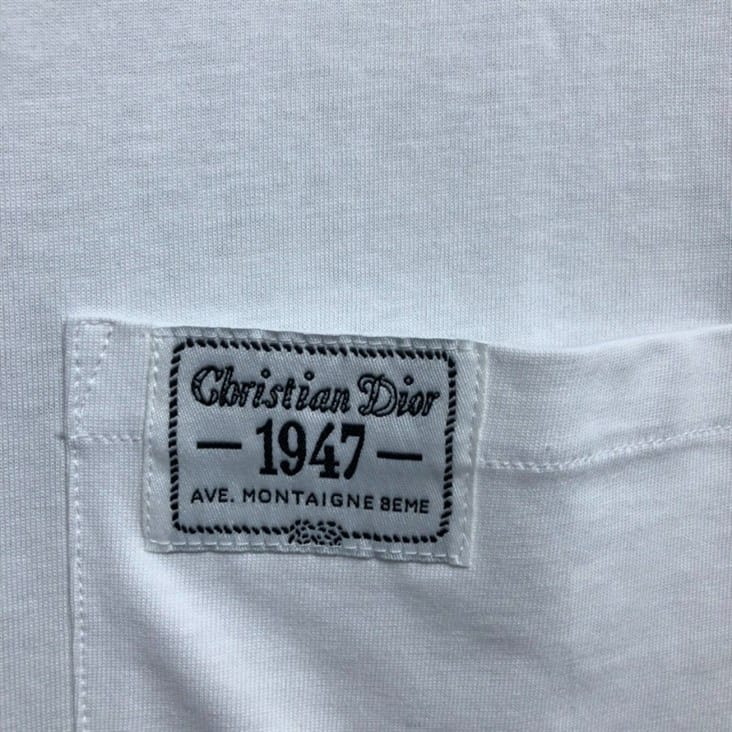 Christian Dior
— 1947 —
AVE. MONTAIGNE 8EME